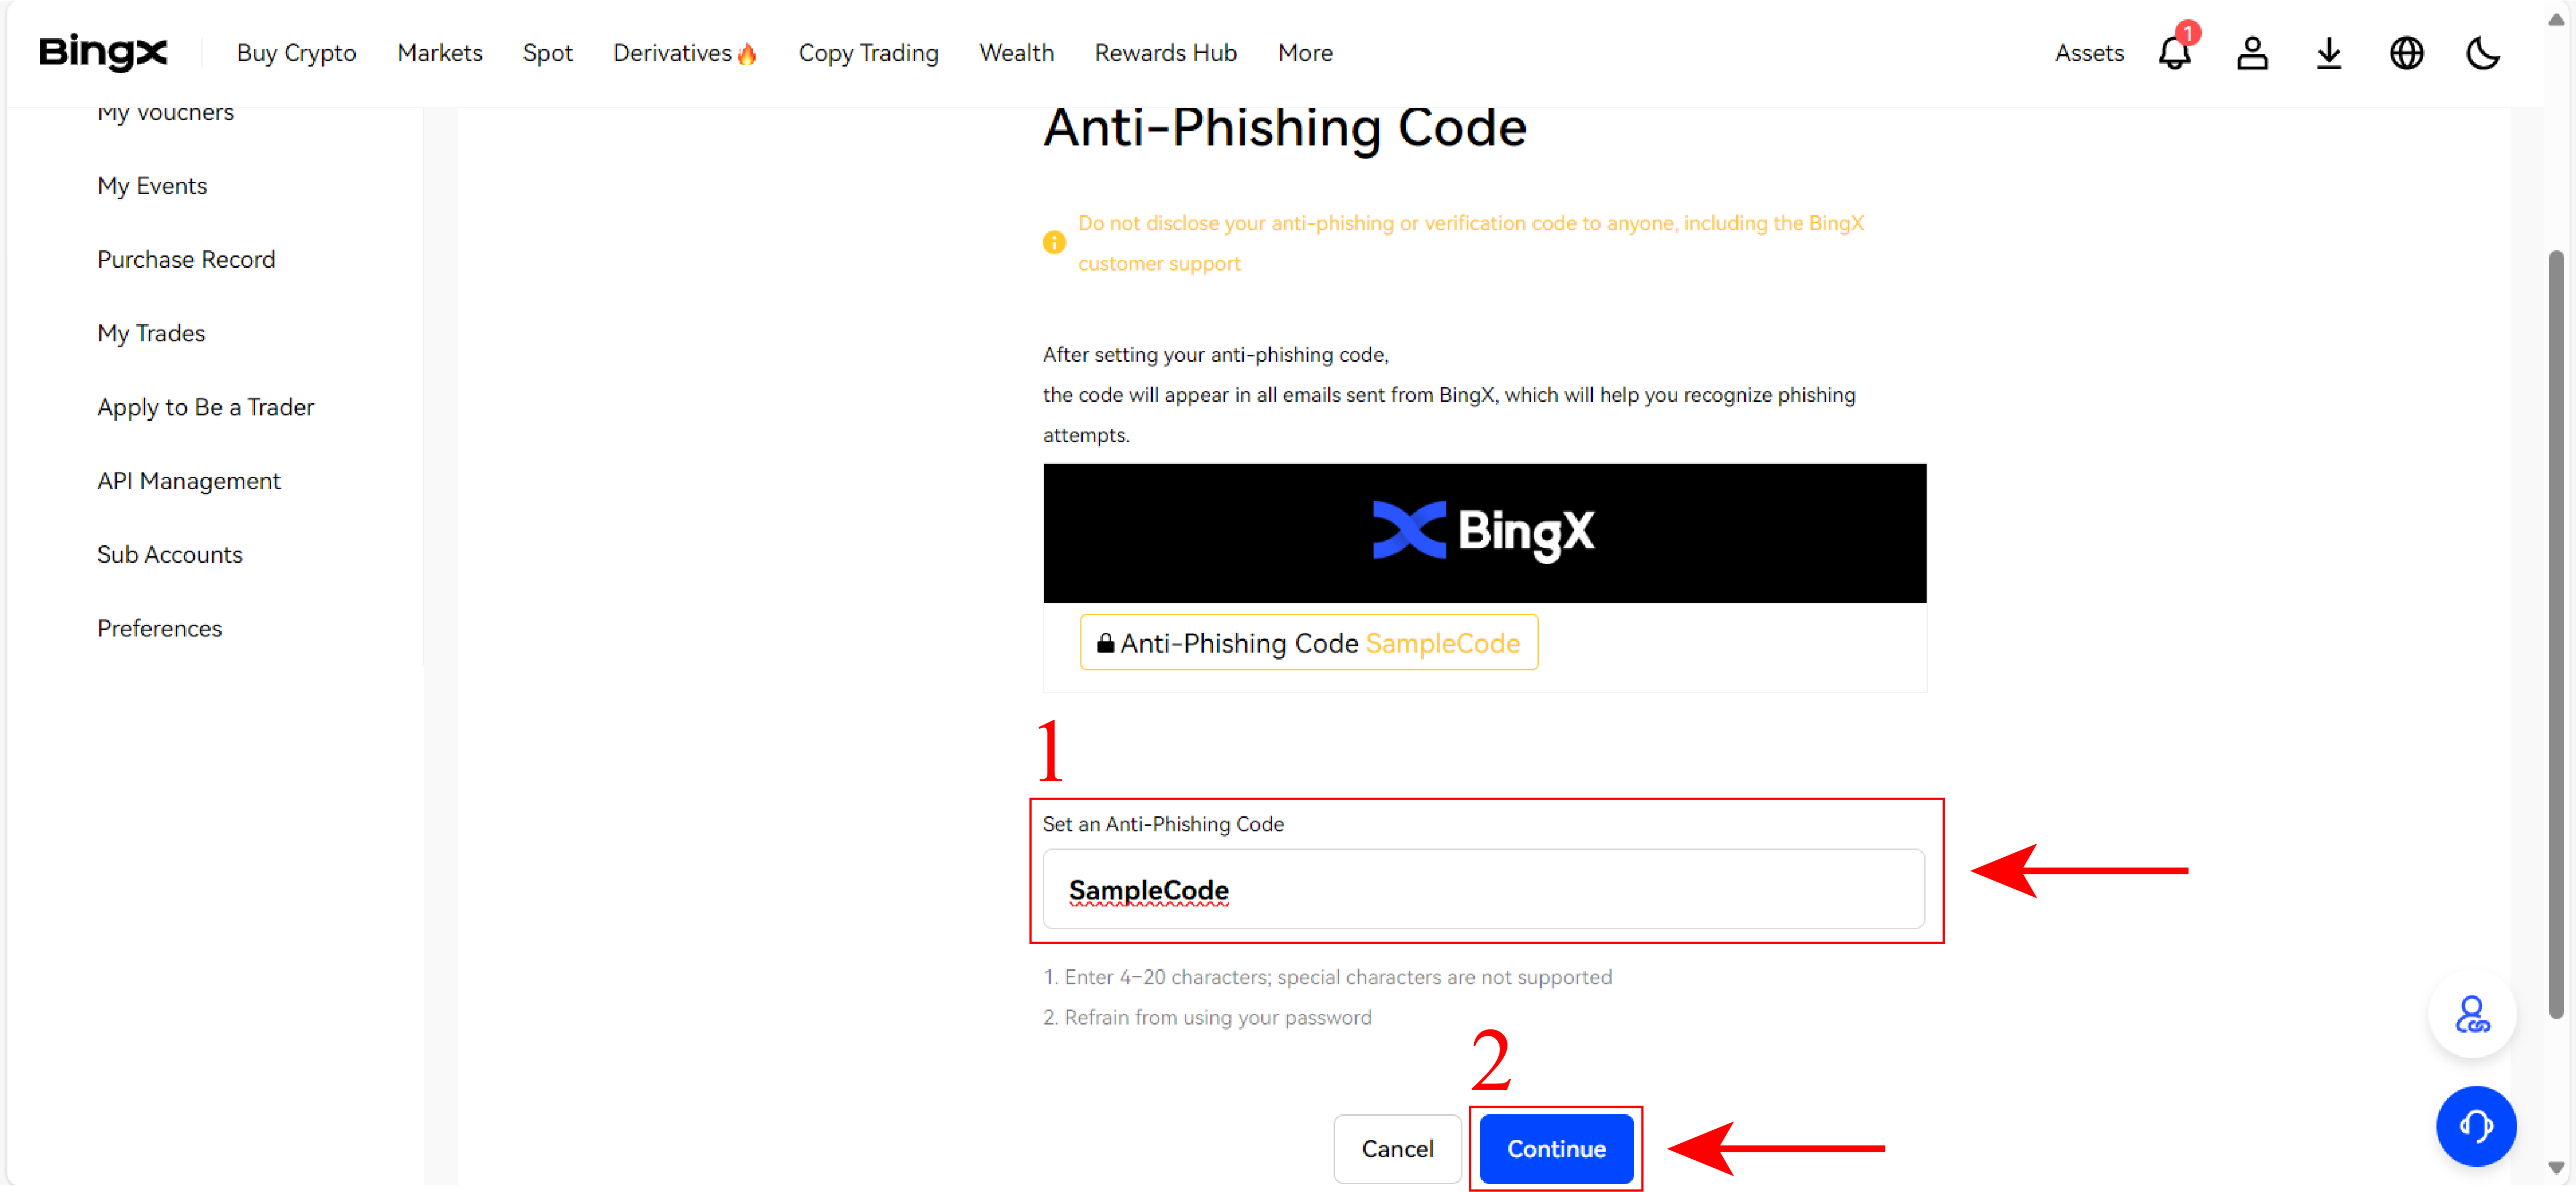 BingX
Buy Crypto Markets Spot Derivatives🔥 Copy Trading Wealth Rewards Hub More Assets 1
My Vouchers
My Events
Purchase Record
My Trades
Apply to Be a Trader
API Management
Sub Accounts
Preferences
Anti-Phishing Code
Do not disclose your anti-phishing or verification code to anyone, including the BingX
customer support
After setting your anti-phishing code,
the code will appear in all emails sent from BingX, which will help you recognize phishing
attempts.
BingX
Anti-Phishing Code SampleCode
1
Set an Anti-Phishing Code
SampleCode
1. Enter 4-20 characters; special characters are not supported
2. Refrain from using your password
2
Cancel Continue